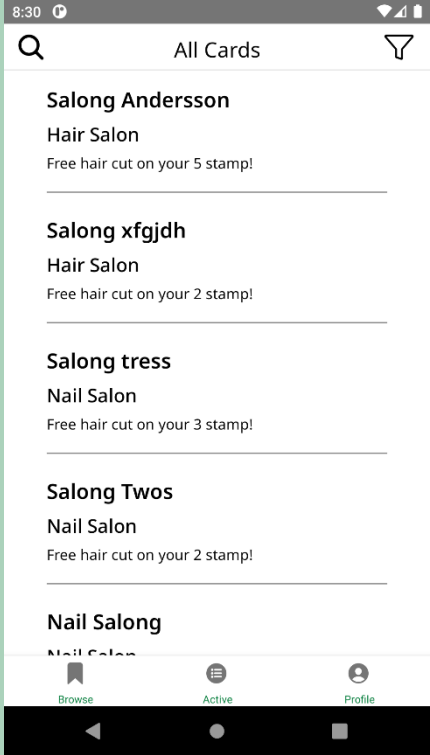 8:30
All Cards
Salong Andersson
Hair Salon
Free hair cut on your 5 stamp!
Salong xfgjdh
Hair Salon
Free hair cut on your 2 stamp!
Salong tress
Nail Salon
Free hair cut on your 3 stamp!
Salong Twos
Nail Salon
Free hair cut on your 2 stamp!
Nail Salong
Nail Salon
Browse
Active
Profile